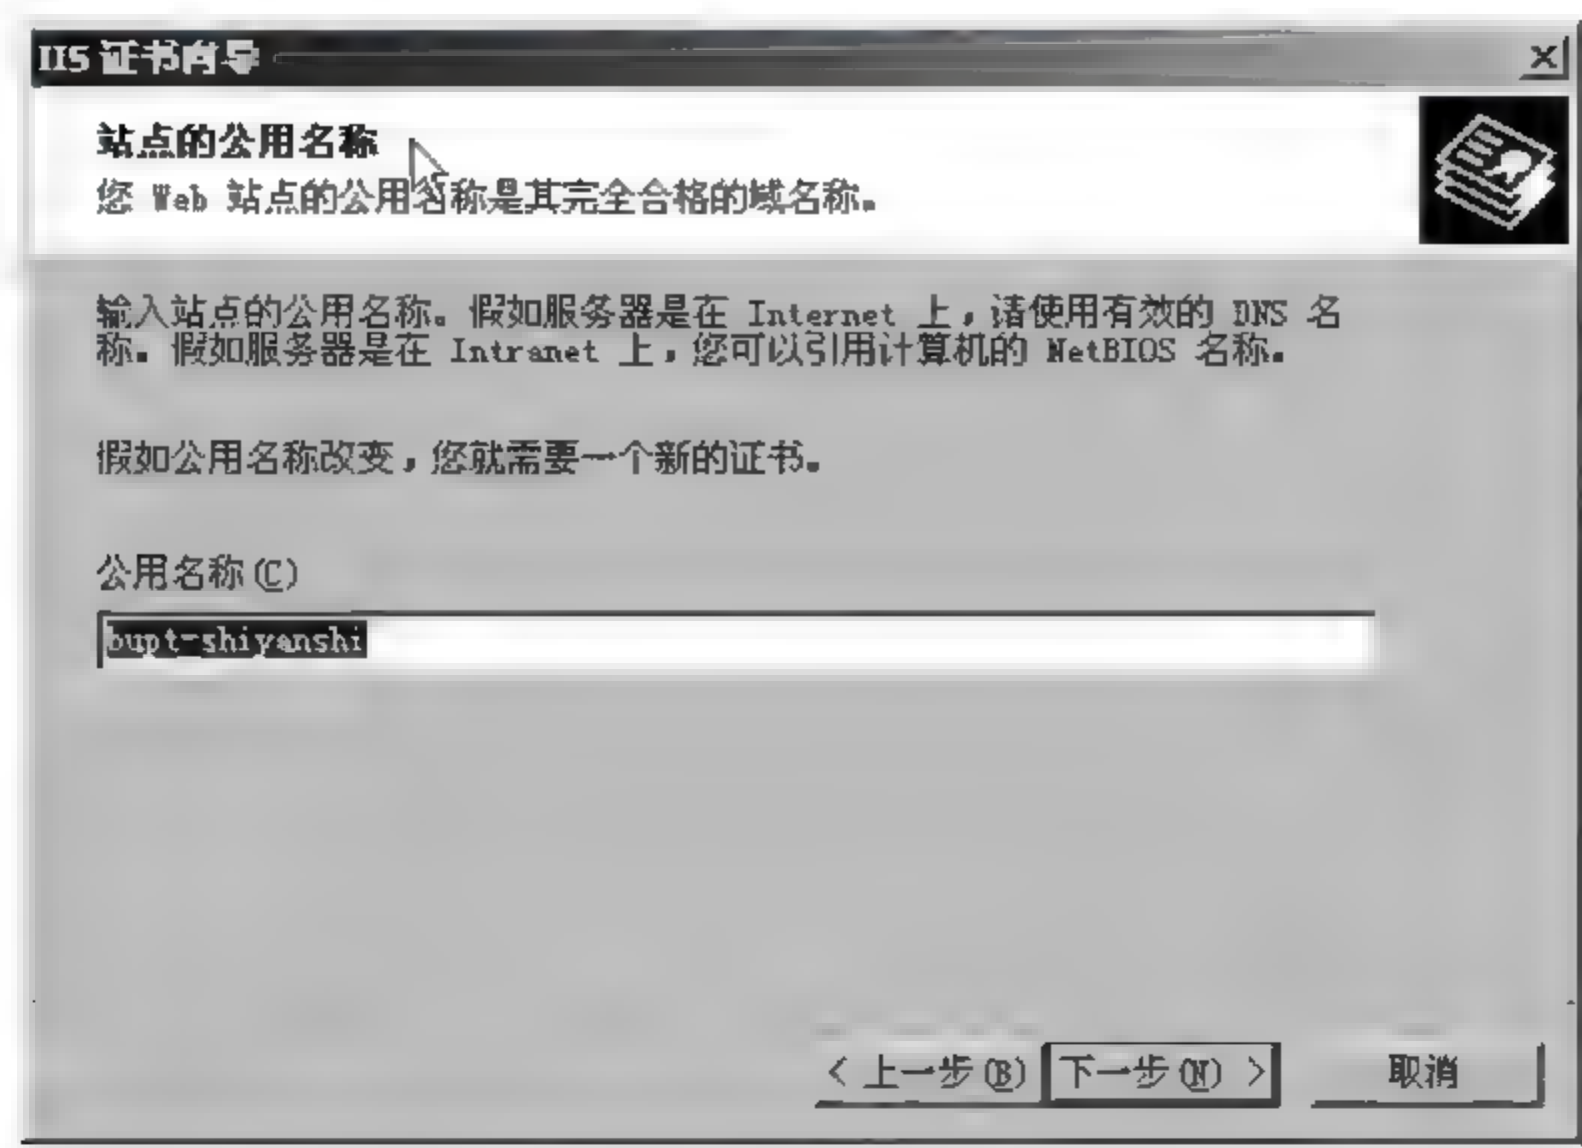 IIS 证书向导
站点的公用名称
您 Web 站点的公用名称是其完全合格的域名称。
输入站点的公用名称。假如服务器是在 Internet 上，请使用有效的 DNS 名
称。假如服务器是在 Intranet 上，您可以引用计算机的 NetBIOS 名称。
假如公用名称改变，您就需要一个新的证书。
公用名称(C)
bupt-shiyanshi
< 上一步(B) 下一步(N) > 取消